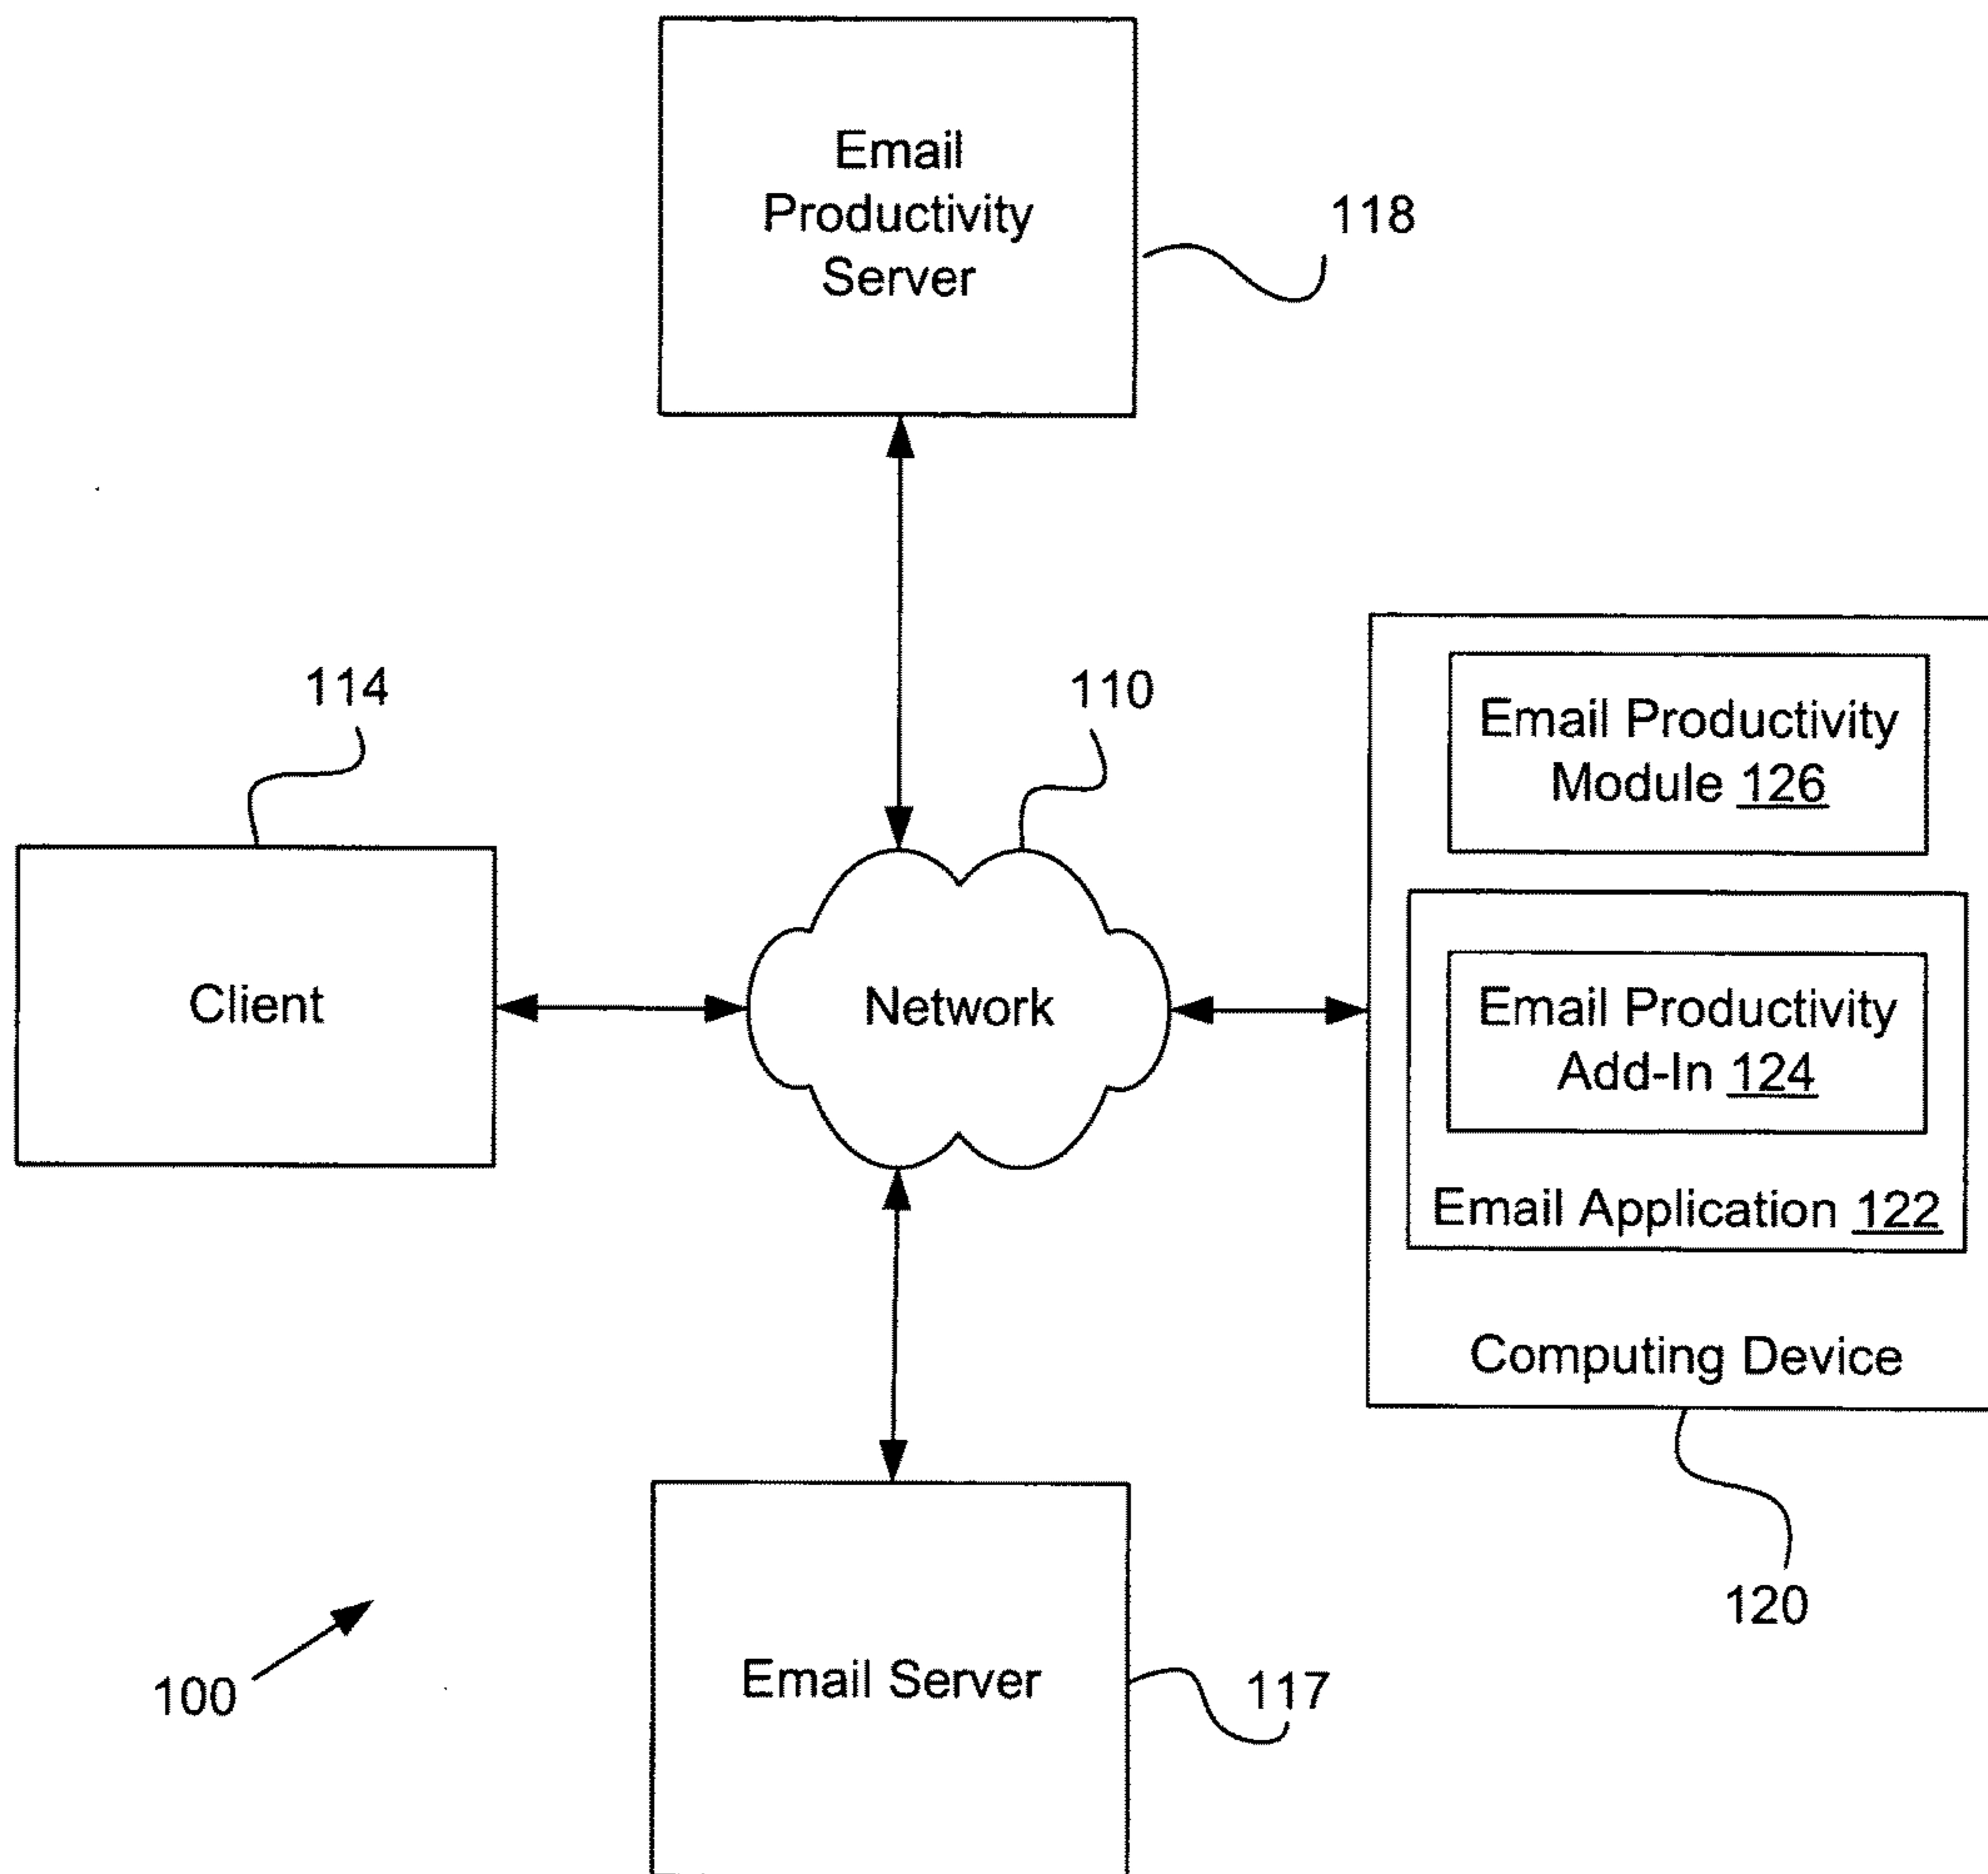 Email
Productivity
Server
118
114
110
Email Productivity
Module 126
Client
Network
Email Productivity
Add-In 124
Email Application 122
Computing Device
120
100
Email Server
117